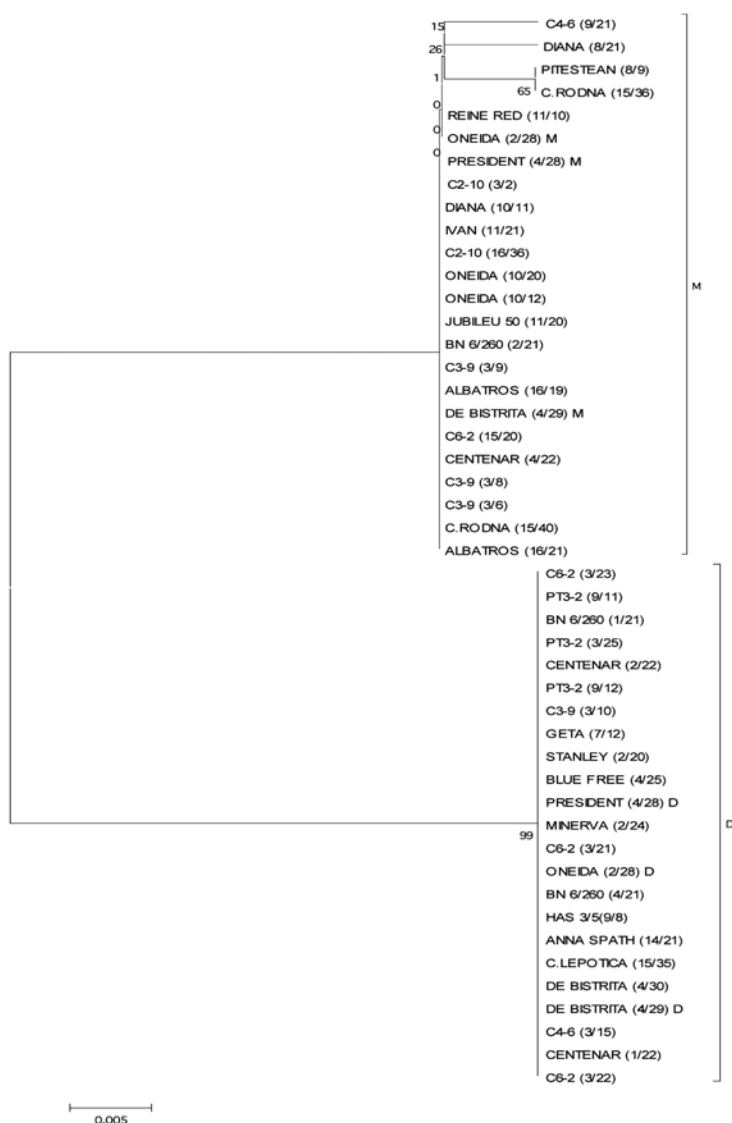 15
C4-6 (9/21)
26
DIANA (8/21)
1
PITESTEAN (8/9)
65
C.RODNA (15/36)
0
REINE RED (11/10)
0
ONEIDA (2/28) M
0
PRESIDENT (4/28) M
C2-10 (3/2)
DIANA (10/11)
IVAN (11/21)
C2-10 (16/36)
ONEIDA (10/20)
ONEIDA (10/12)
M
JUBILEU 50 (11/20)
BN 6/260 (2/21)
C3-9 (3/9)
ALBATROS (16/19)
DE BISTRITA (4/29) M
C6-2 (15/20)
CENTENAR (4/22)
C3-9 (3/8)
C3-9 (3/6)
C.RODNA (15/40)
ALBATROS (16/21)
C6-2 (3/23)
PT3-2 (9/11)
BN 6/260 (1/21)
PT3-2 (3/25)
CENTENAR (2/22)
PT3-2 (9/12)
C3-9 (3/10)
GETA (7/12)
STANLEY (2/20)
BLUE FREE (4/25)
PRESIDENT (4/28) D
MINERVA (2/24)
D
99
C6-2 (3/21)
ONEIDA (2/28) D
BN 6/260 (4/21)
HAS 3/5(9/8)
ANNA SPATH (14/21)
C.LEPOTICA (15/35)
DE BISTRITA (4/30)
DE BISTRITA (4/29) D
C4-6 (3/15)
CENTENAR (1/22)
C6-2 (3/22)
0.005